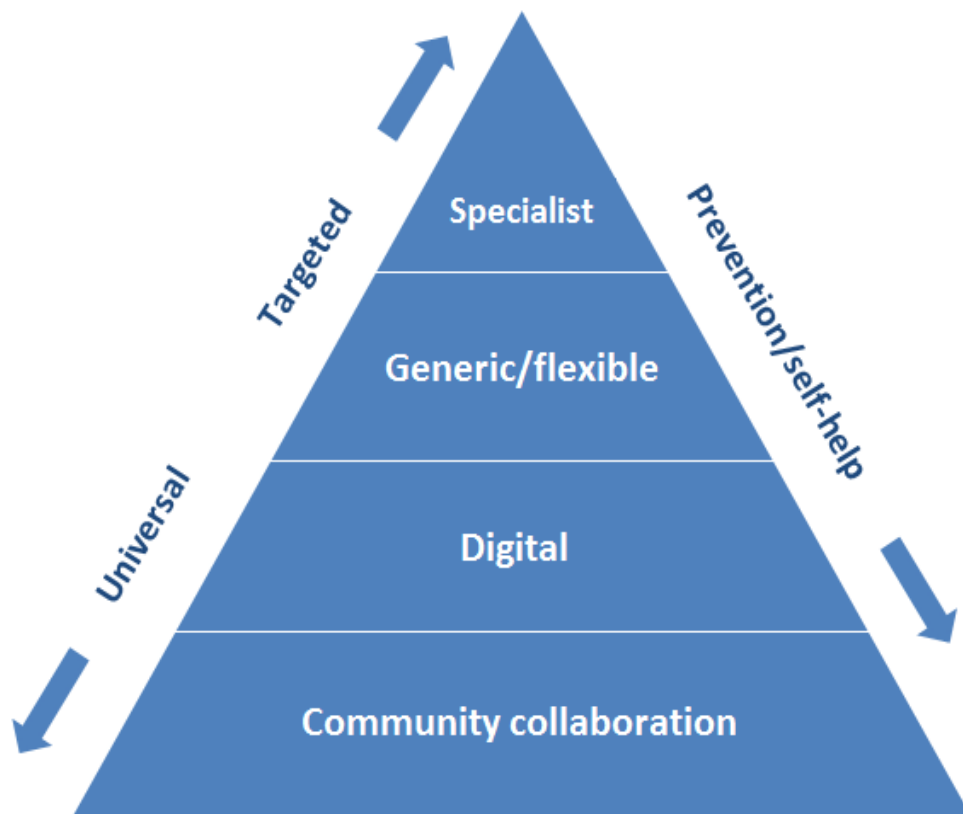 Specialist
Targeted
Prevention/self-help
Generic/flexible
Universal
Digital
Community collaboration